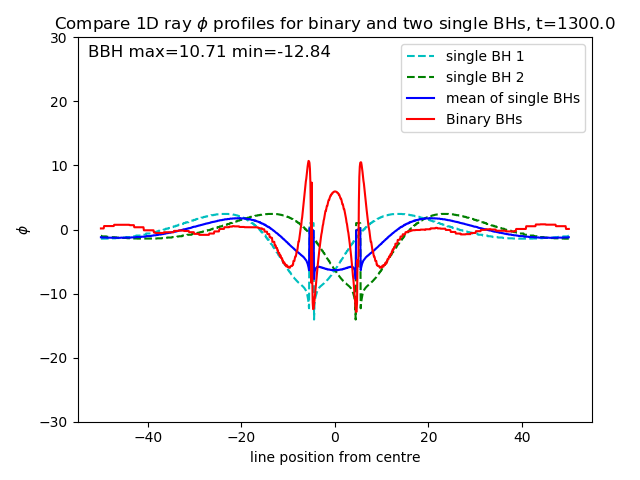 Compare 1D ray ϕ profiles for binary and two single BHs, t=1300.0
BBH max=10.71 min=-12.84
single BH 1
single BH 2
mean of single BHs
Binary BHs
30
20
10
0
−10
−20
−30
ϕ
−40
−20
0
20
40
line position from centre